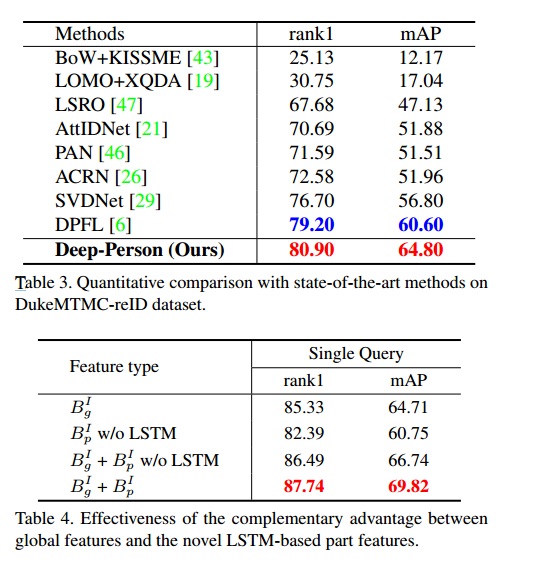 Methods rank1 mAP
BoW+KISSME [43] 25.13 12.17
LOMO+XQDA [19] 30.75 17.04
LSRO [47] 67.68 47.13
AttIDNet [21] 70.69 51.88
PAN [46] 71.59 51.51
ACRN [26] 72.58 51.96
SVDNet [29] 76.70 56.80
DPFL [6] 79.20 60.60
Deep-Person (Ours) 80.90 64.80
Table 3. Quantitative comparison with state-of-the-art methods on
DukeMTMC-reID dataset.
Feature type Single Query
rank1 mAP
B_g^I 85.33 64.71
B_p^I w/o LSTM 82.39 60.75
B_g^I + B_p^I w/o LSTM 86.49 66.74
B_g^I + B_p^I 87.74 69.82
Table 4. Effectiveness of the complementary advantage between
global features and the novel LSTM-based part features.